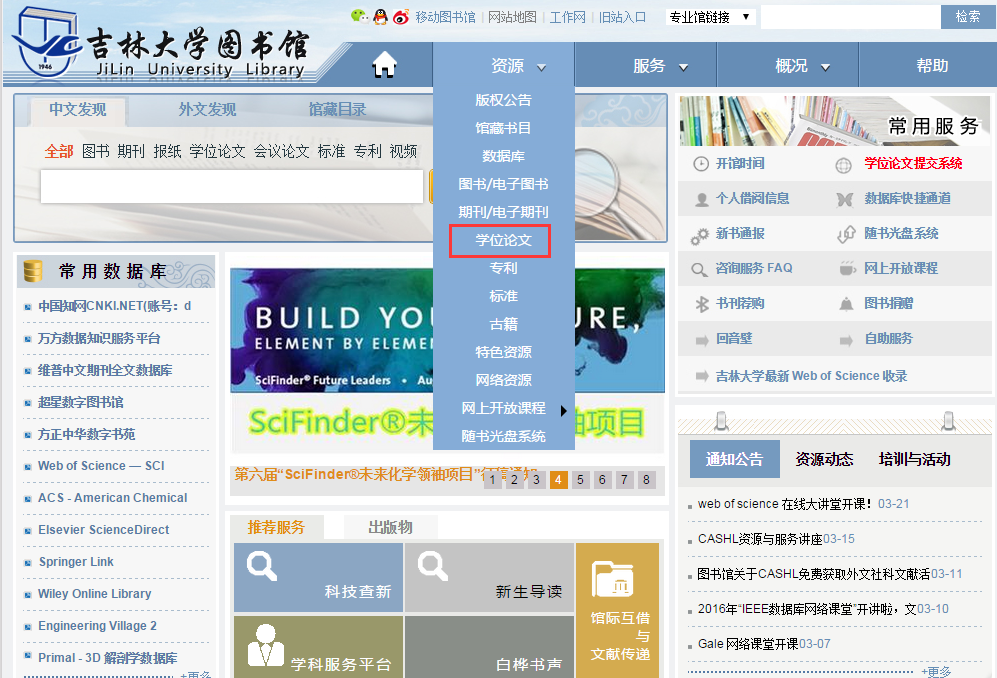 移动图书馆 | 网站地图 | 工作网 | 旧站入口
专业馆链接
检索
吉林大学图书馆
JiLin University Library
1946
资源
服务
概况
帮助
中文发现
外文发现
馆藏目录
全部 图书 期刊 报纸 学位论文 会议论文 标准 专利 视频
版权公告
馆藏书目
数据库
图书/电子图书
期刊/电子期刊
学位论文
专利
标准
古籍
特色资源
网络资源
网上开放课程
随书光盘系统
常用服务
开馆时间
学位论文提交系统
个人借阅信息
数据库快捷通道
新书通报
随书光盘系统
咨询服务 FAQ
网上开放课程
书刊荐购
图书捐赠
回音壁
自助服务
吉林大学最新 Web of Science 收录
常用数据库
中国知网CNKI.NET(账号：d
万方数据知识服务平台
维普中文期刊全文数据库
超星数字图书馆
方正中华数字书苑
Web of Science — SCI
ACS - American Chemical
Elsevier ScienceDirect
Springer Link
Wiley Online Library
Engineering Village 2
Primal - 3D 解剖学数据库
+更多
BUILD YO URE,
ELEMENT BY ELEME
SciFinder® Future Leaders • Au
SciFinder®未 袖项目
第六届“SciFinder®未来化学领袖项目”征稿通知
1 2 3 4 5 6 7 8
推荐服务
出版物
科技查新
新生导读
馆际互借
与
文献传递
学科服务平台
白桦书声
通知公告
资源动态
培训与活动
web of science 在线大讲堂开课！03-21
CASHL资源与服务讲座03-15
图书馆关于CASHL免费获取外文社科文献活03-11
2016年“IEEE数据库网络课堂”开讲啦，文03-10
Gale 网络课堂开课03-07
+更多